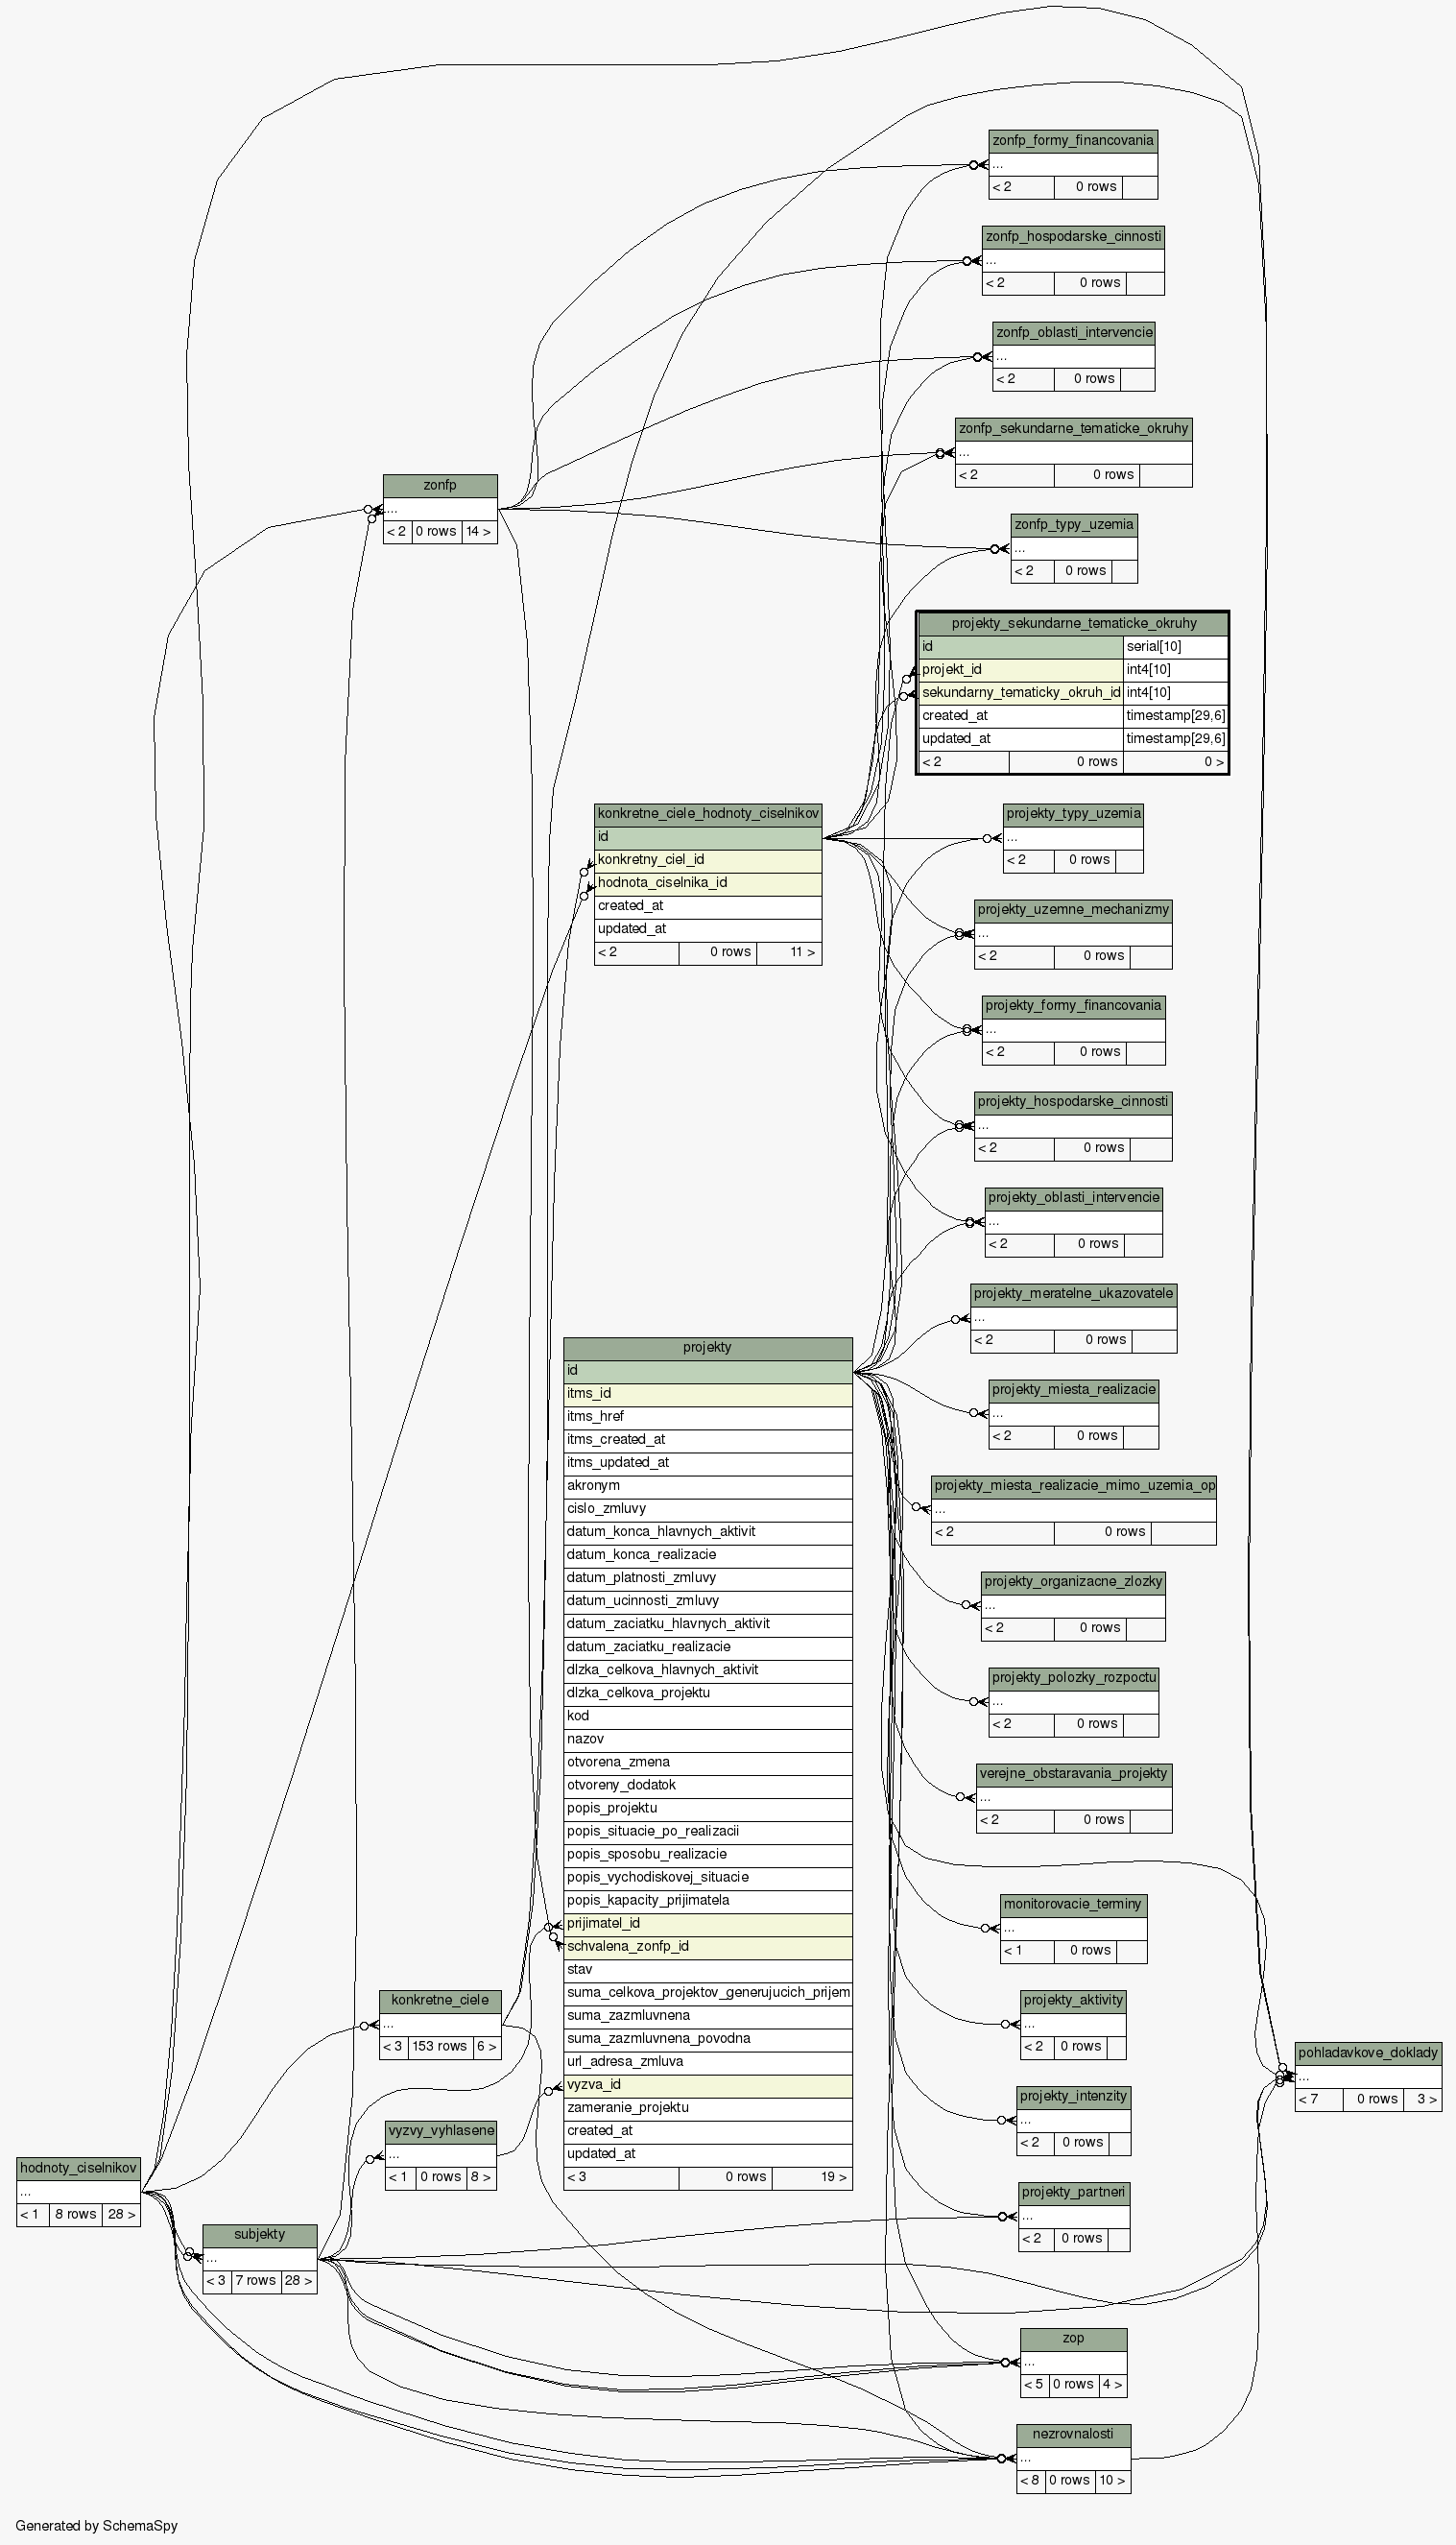 zonfp_formy_financovania
...
< 2 0 rows
zonfp_hospodarske_cinnosti
...
< 2 0 rows
zonfp_oblasti_intervencie
...
< 2 0 rows
zonfp_sekundarne_tematicke_okruhy
...
< 2 0 rows
zonfp
...
< 2 0 rows 14 >
zonfp_typy_uzemia
...
< 2 0 rows
projekty_sekundarne_tematicke_okruhy
id serial[10]
projekt_id int4[10]
sekundarny_tematicky_okruh_id int4[10]
created_at timestamp[29,6]
updated_at timestamp[29,6]
< 2 0 rows 0 >
konkretne_ciele_hodnoty_ciselnikov
id
konkretny_ciel_id
hodnota_ciselnika_id
created_at
updated_at
< 2 0 rows 11 >
projekty_typy_uzemia
...
< 2 0 rows
projekty_uzemne_mechanizmy
...
< 2 0 rows
projekty_formy_financovania
...
< 2 0 rows
projekty_hospodarske_cinnosti
...
< 2 0 rows
projekty_oblasti_intervencie
...
< 2 0 rows
projekty_meratelne_ukazovatele
...
< 2 0 rows
projekty_miesta_realizacie
...
< 2 0 rows
projekty_miesta_realizacie_mimo_uzemia_op
...
< 2 0 rows
projekty_organizacne_zlozky
...
< 2 0 rows
projekty_polozky_rozpoctu
...
< 2 0 rows
verejne_obstaravania_projekty
...
< 2 0 rows
projekty
id
itms_id
itms_href
itms_created_at
itms_updated_at
akronym
cislo_zmluvy
datum_konca_hlavnych_aktivit
datum_konca_realizacie
datum_platnosti_zmluvy
datum_ucinnosti_zmluvy
datum_zaciatku_hlavnych_aktivit
datum_zaciatku_realizacie
dlzka_celkova_hlavnych_aktivit
dlzka_celkova_projektu
kod
nazov
otvorena_zmena
otvoreny_dodatok
popis_projektu
popis_situacie_po_realizacii
popis_sposobu_realizacie
popis_vychodiskovej_situacie
popis_kapacity_prijimatela
prijimatel_id
schvalena_zonfp_id
stav
suma_celkova_projektov_generujucich_prijem
suma_zazmluvnena
suma_zazmluvnena_povodna
url_adresa_zmluva
vyzva_id
zameranie_projektu
created_at
updated_at
< 3 0 rows 19 >
monitorovacie_terminy
...
< 1 0 rows
projekty_aktivity
...
< 2 0 rows
konkretne_ciele
...
< 3 153 rows 6 >
pohladavkove_doklady
...
< 7 0 rows 3 >
projekty_intenzity
...
< 2 0 rows
vyzvy_vyhlasene
...
< 1 0 rows 8 >
hodnoty_ciselnikov
...
< 1 8 rows 28 >
projekty_partneri
...
< 2 0 rows
subjekty
...
< 3 7 rows 28 >
zop
...
< 5 0 rows 4 >
nezrovnalosti
...
< 8 0 rows 10 >
Generated by SchemaSpy